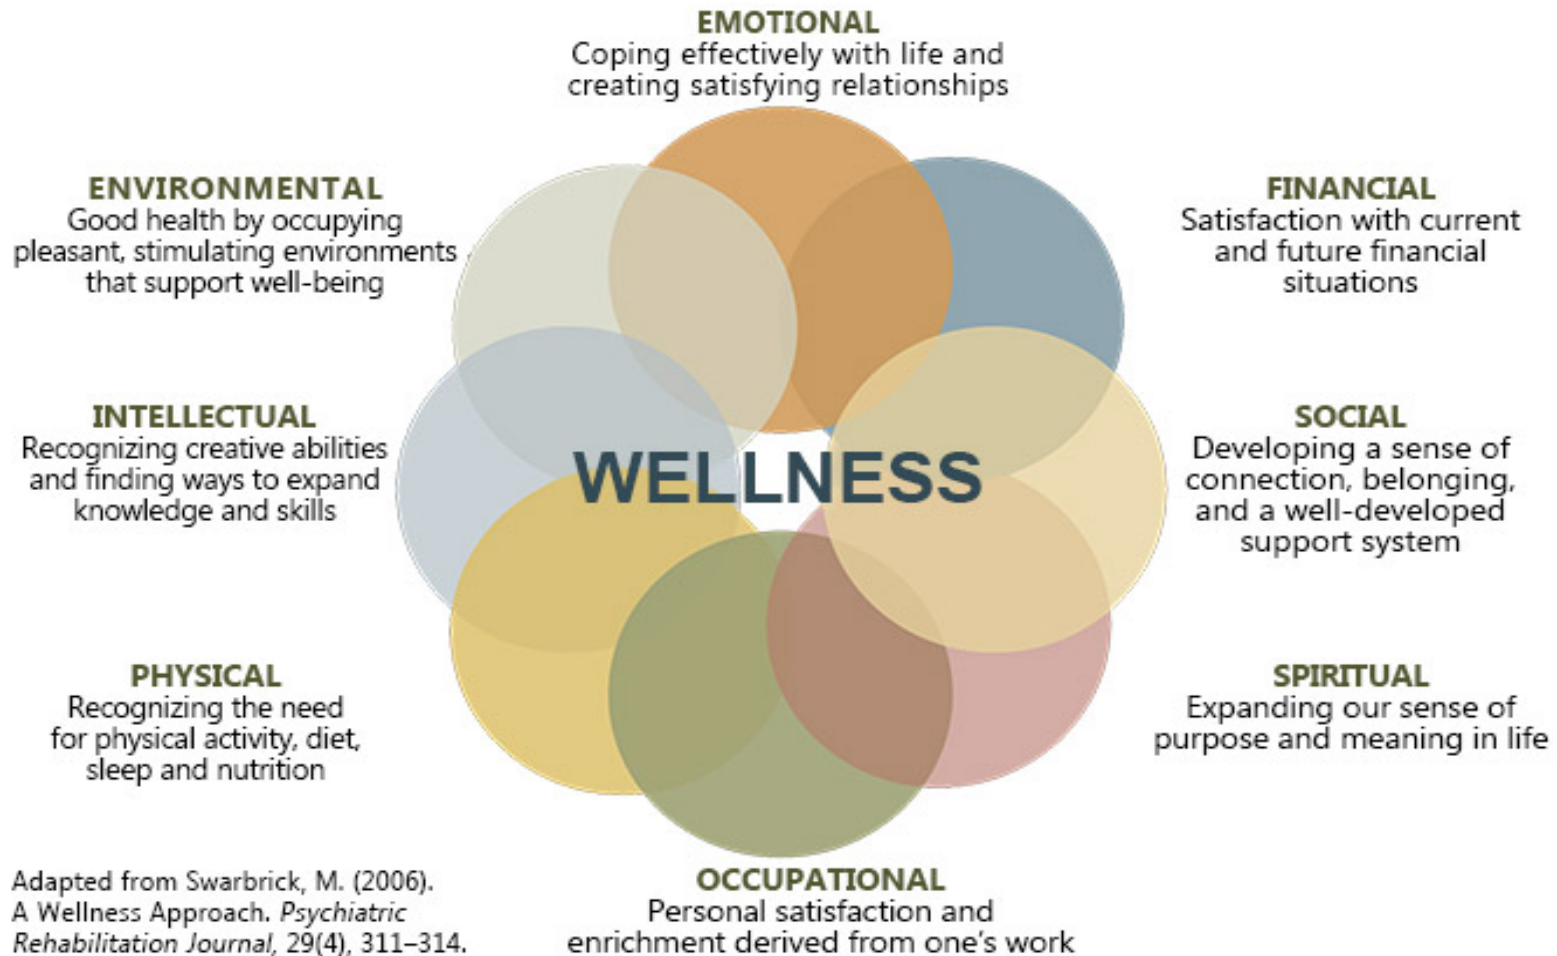 EMOTIONAL
Coping effectively with life and
creating satisfying relationships
ENVIRONMENTAL
Good health by occupying
pleasant, stimulating environments
that support well-being
FINANCIAL
Satisfaction with current
and future financial
situations
INTELLECTUAL
Recognizing creative abilities
and finding ways to expand
knowledge and skills
WELLNESS
SOCIAL
Developing a sense of
connection, belonging,
and a well-developed
support system
PHYSICAL
Recognizing the need
for physical activity, diet,
sleep and nutrition
SPIRITUAL
Expanding our sense of
purpose and meaning in life
Adapted from Swarbrick, M. (2006).
A Wellness Approach. Psychiatric
Rehabilitation Journal, 29(4), 311–314.
OCCUPATIONAL
Personal satisfaction and
enrichment derived from one’s work